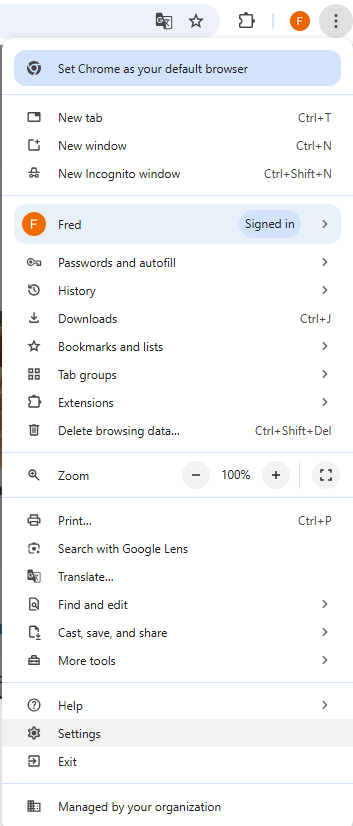 F
Set Chrome as your default browser
New tab Ctrl+T
New window Ctrl+N
New Incognito window Ctrl+Shift+N
F Fred Signed in
Passwords and autofill
History
Downloads Ctrl+J
Bookmarks and lists
Tab groups
Extensions
Delete browsing data... Ctrl+Shift+Del
Zoom − 100% +
Print... Ctrl+P
Search with Google Lens
Translate...
Find and edit
Cast, save, and share
More tools
Help
Settings
Exit
Managed by your organization